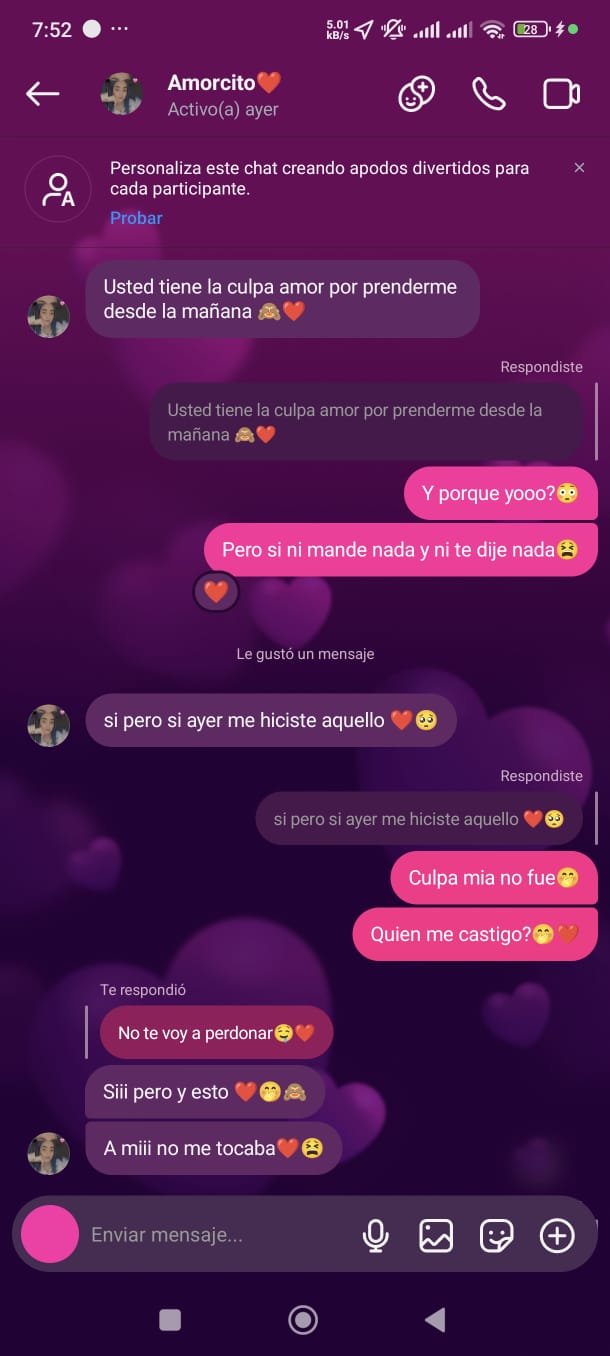 7:52
5.01
kB/s
28
Amorcito❤️
Activo(a) ayer
Personaliza este chat creando apodos divertidos para
cada participante.
Probar
Usted tiene la culpa amor por prenderme
desde la mañana 🙈❤️
Respondiste
Usted tiene la culpa amor por prenderme desde la
mañana 🙈❤️
Y porque yooo?😳
Pero si ni mande nada y ni te dije nada😫
❤️
Le gustó un mensaje
si pero si ayer me hiciste aquello ❤️🥺
Respondiste
si pero si ayer me hiciste aquello ❤️🥺
Culpa mia no fue🤭
Quien me castigo?🤭❤️
Te respondió
No te voy a perdonar🤤❤️
Siii pero y esto ❤️🤭🙈
A miii no me tocaba❤️😫
Enviar mensaje...